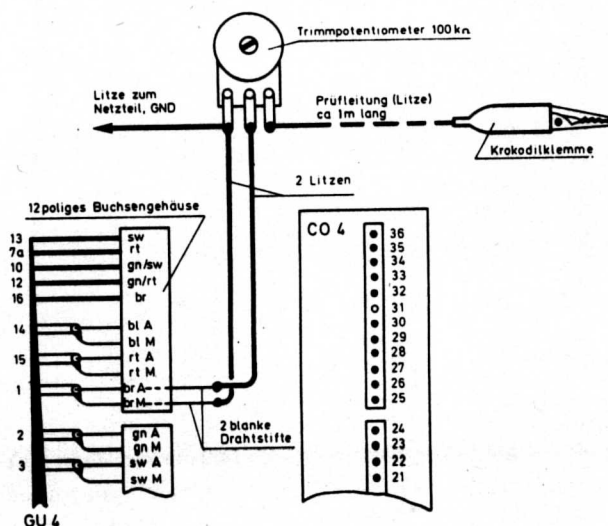 Trimmpotentiometer 100kΩ
Litze zum
Netzteil, GND
Prüfleitung (Litze)
ca 1m lang
Krokodilklemme
2 Litzen
12poliges Buchsengehäuse
13
7a
10
12
16
14
15
1
2
3
sw
rt
gn/sw
gn/rt
br
bl A
bl M
rt A
rt M
br A
br M
gn A
gn M
sw A
sw M
2 blanke
Drahtstifte
GU 4
CO 4
36
35
34
33
32
31
30
29
28
27
26
25
24
23
22
21